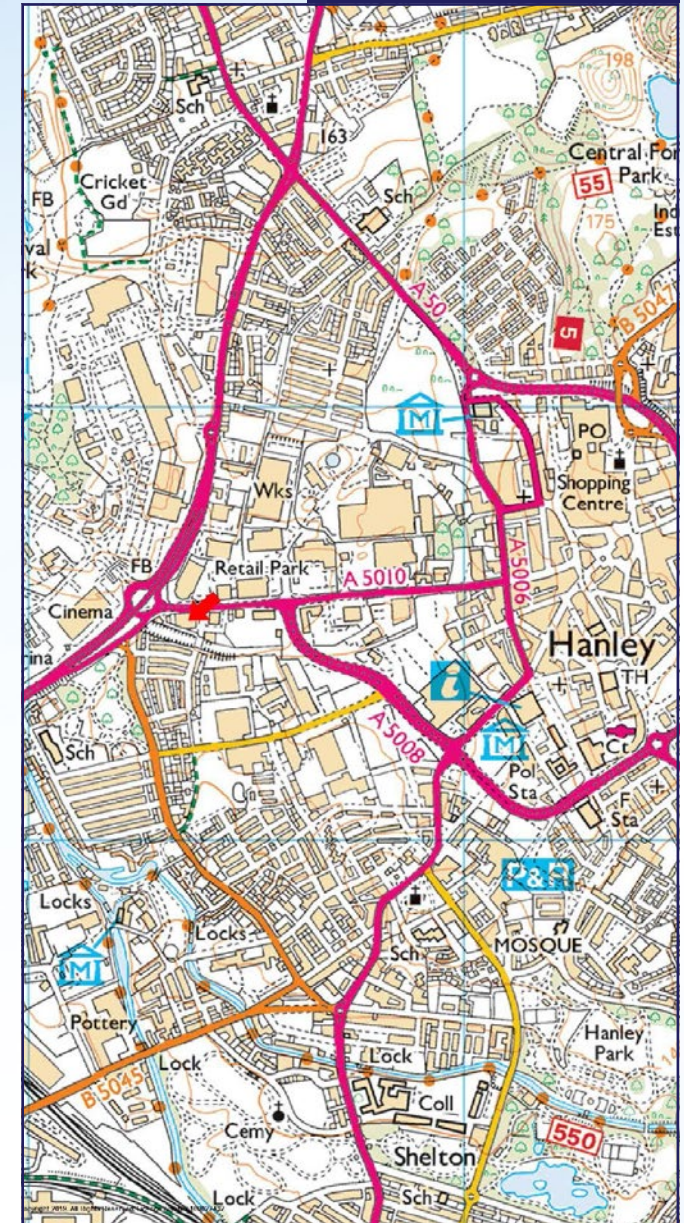 198
Sch
163
Central For
Park
55
Sch
Cricket
Gd
FB
175
Ind
Est
val
k
A 50
B 5047
5
M
PO
Shopping
Centre
Wks
FB
Retail Park
A 5010
A 5006
Cinema
Hanley
TH
rina
i
M
A 5008
Ct
Sch
Pol
Sta
F
Sta
P&R
Locks
Locks
MOSQUE
M
Sch
Pottery
Hanley
Park
Lock
Lock
B 5045
Coll
Cemy
550
Shelton
Lock
Sch